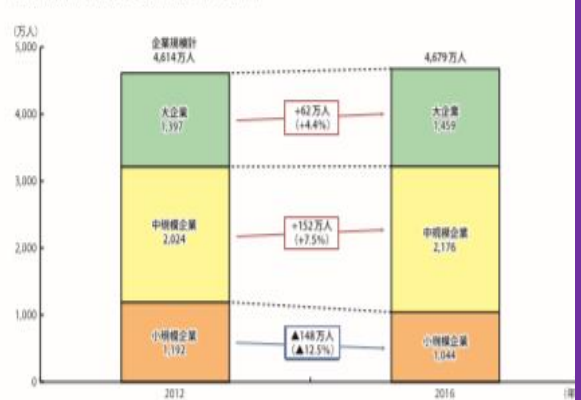 (万人)
5,000
4,000
3,000
2,000
1,000
0
企業規模計
4,614万人
大企業
1,397
中規模企業
2,024
小規模企業
1,192
2012
+62万人
(+4.4%)
+152万人
(+7.5%)
▲148万人
(▲12.5%)
4,679万人
大企業
1,459
中規模企業
2,176
小規模企業
1,044
2016